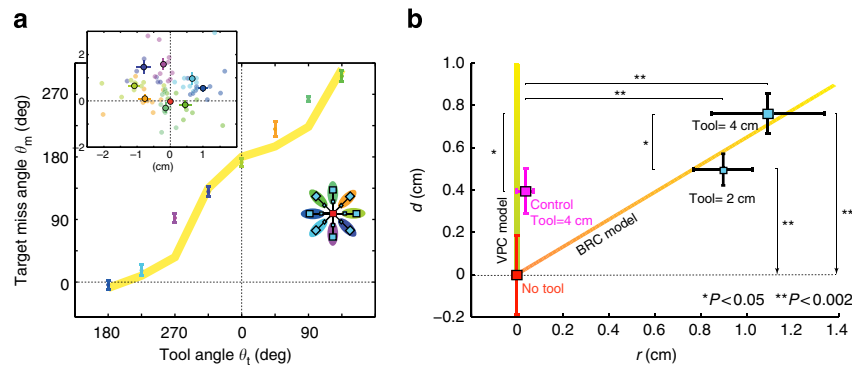 a
Target miss angle θm (deg)
270
180
90
0
2
0
−2
0
1
(cm)
180
270
0
90
Tool angle θt (deg)
b
d (cm)
1.0
0.8
0.6
0.4
0.2
0
−0.2
**
**
*
*
**
**
Tool= 4 cm
Tool= 2 cm
Control
Tool=4 cm
VPC model
BRC model
No tool
*P<0.05 **P<0.002
0
0.2
0.4
0.6
0.8
1.0
1.2
1.4
r (cm)